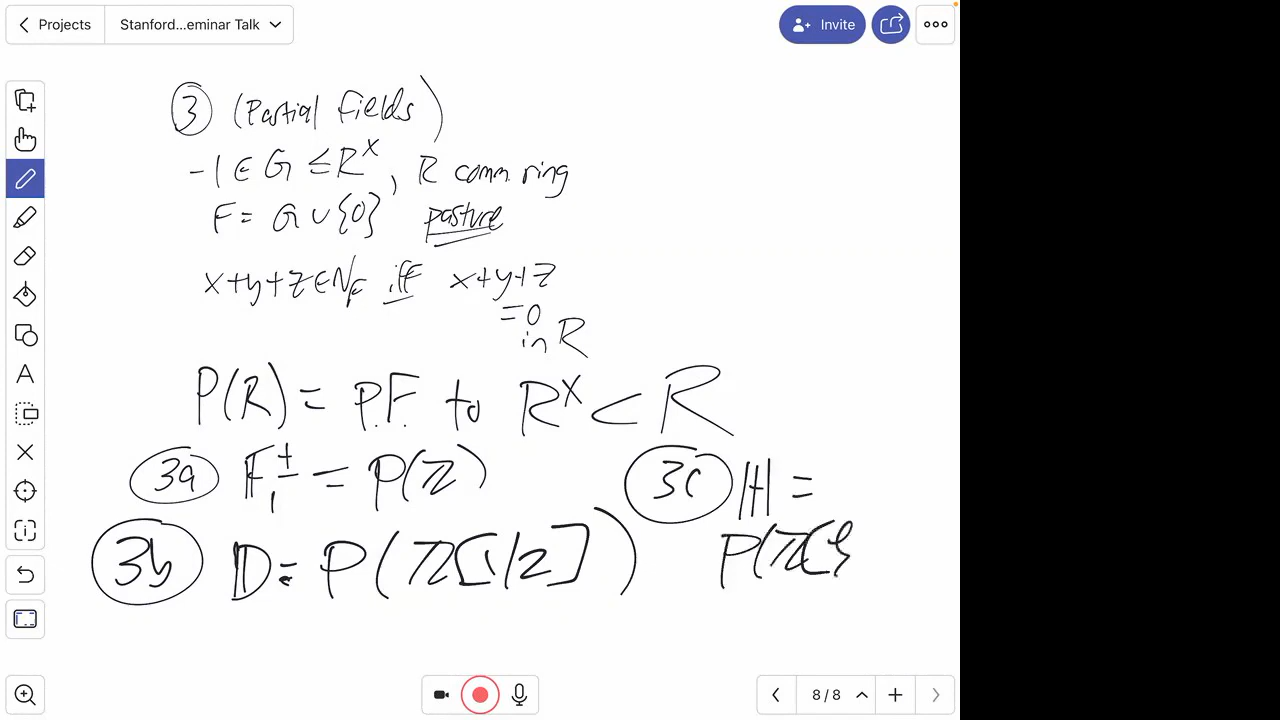 Projects
Stanford...eminar Talk
Invite
③ (Partial Fields)
-1 ∈ G ≤ R^×, R comm. ring
F = G ∪ {0} pasture
x+y+z ∈ N_F iff x+y+z
=0
in R
P(R) = P.F. to R^× ⊂ R
3a F_1^± = P(ℤ)
3c ℍ =
3b 𝔻 = P(ℤ[1/2])
P(ℤ[
A
8 / 8